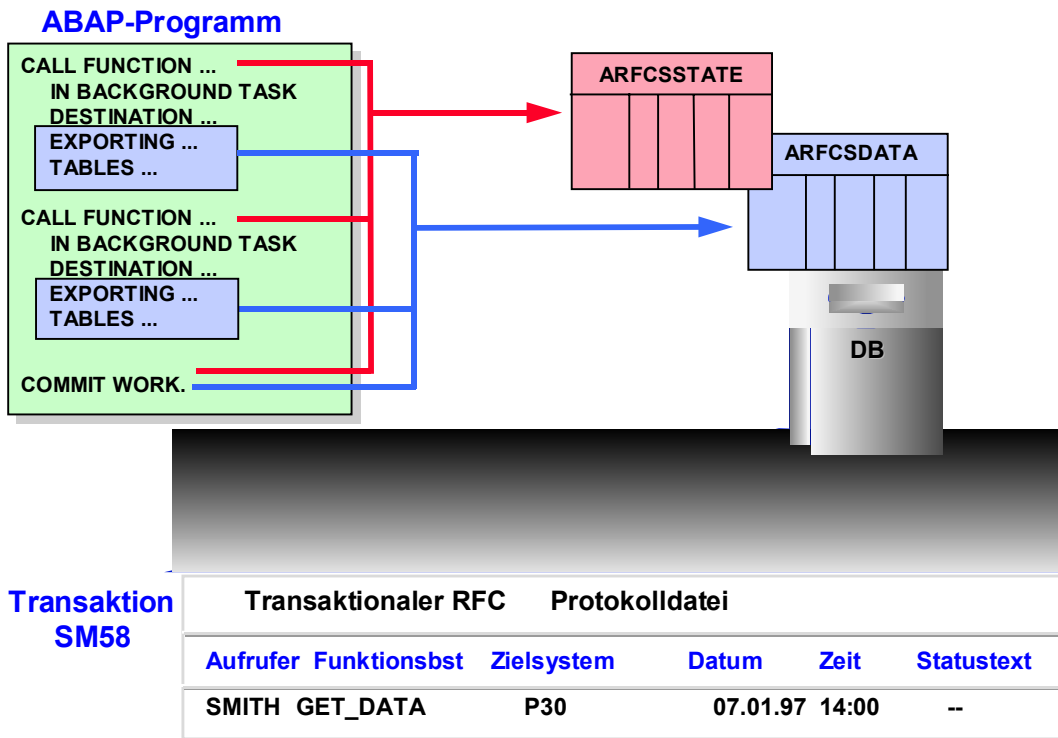 ABAP-Programm
CALL FUNCTION ...
IN BACKGROUND TASK
DESTINATION ...
EXPORTING ...
TABLES ...
CALL FUNCTION ...
IN BACKGROUND TASK
DESTINATION ...
EXPORTING ...
TABLES ...
COMMIT WORK.
ARFCSSTATE
ARFCSDATA
DB
Transaktion
SM58
Transaktionaler RFC Protokolldatei
Aufrufer Funktionsbst Zielsystem Datum Zeit Statustext
SMITH GET_DATA P30 07.01.97 14:00 --